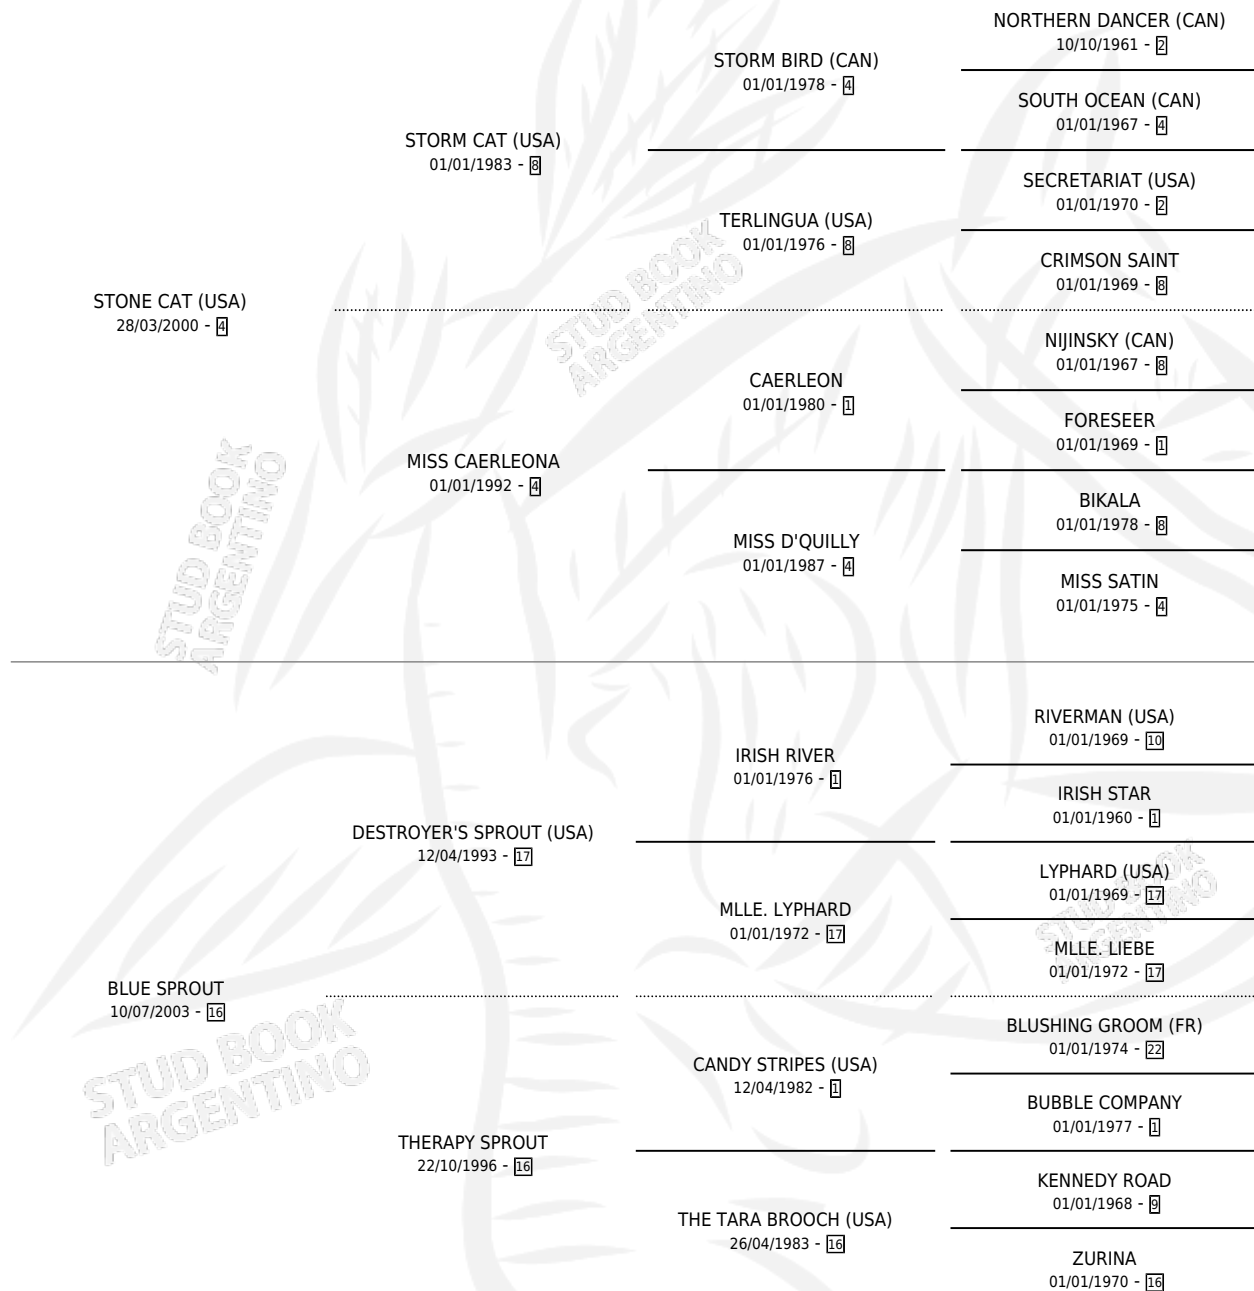 NORTHERN DANCER (CAN)
10/10/1961 - 2
STORM BIRD (CAN)
01/01/1978 - 4
SOUTH OCEAN (CAN)
01/01/1967 - 4
STORM CAT (USA)
01/01/1983 - 8
SECRETARIAT (USA)
01/01/1970 - 2
TERLINGUA (USA)
01/01/1976 - 8
CRIMSON SAINT
01/01/1969 - 8
STONE CAT (USA)
28/03/2000 - 4
NIJINSKY (CAN)
01/01/1967 - 8
CAERLEON
01/01/1980 - 1
FORESEER
01/01/1969 - 1
MISS CAERLEONA
01/01/1992 - 4
BIKALA
01/01/1978 - 8
MISS D'QUILLY
01/01/1987 - 4
MISS SATIN
01/01/1975 - 4
RIVERMAN (USA)
01/01/1969 - 10
IRISH RIVER
01/01/1976 - 1
IRISH STAR
01/01/1960 - 1
DESTROYER'S SPROUT (USA)
12/04/1993 - 17
LYPHARD (USA)
01/01/1969 - 17
MLLE. LYPHARD
01/01/1972 - 17
MLLE. LIEBE
01/01/1972 - 17
BLUE SPROUT
10/07/2003 - 16
BLUSHING GROOM (FR)
01/01/1974 - 22
CANDY STRIPES (USA)
12/04/1982 - 1
BUBBLE COMPANY
01/01/1977 - 1
THERAPY SPROUT
22/10/1996 - 16
KENNEDY ROAD
01/01/1968 - 9
THE TARA BROOCH (USA)
26/04/1983 - 16
ZURINA
01/01/1970 - 16
STUD BOOK
ARGENTINO
STUD BOOK
ARGENTINO
STUD BOOK
ARGENTINO
STUD BOOK
ARGENTINO